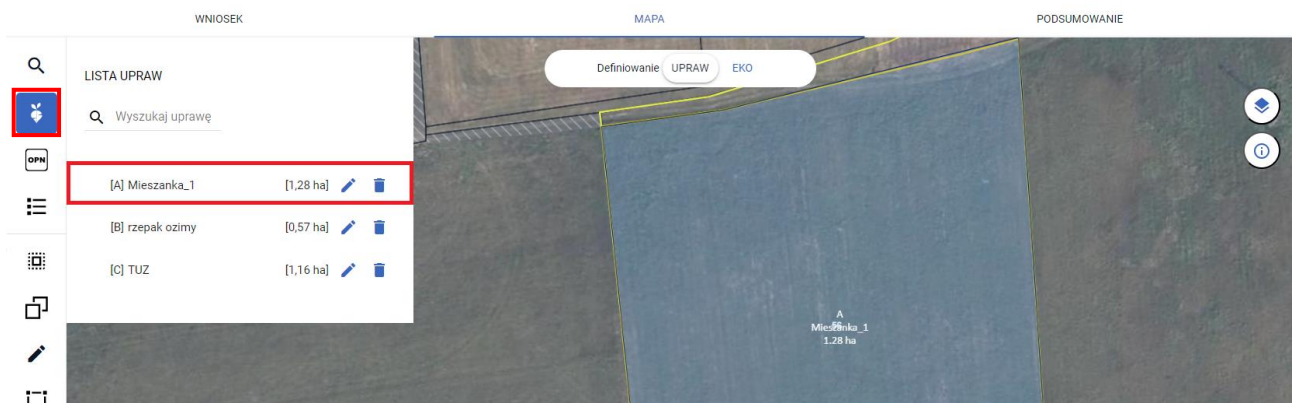 WNIOSEK
MAPA
PODSUMOWANIE
LISTA UPRAW
Definiowanie UPRAW EKO
Wyszukaj uprawę
OPN
[A] Mieszanka_1 [1,28 ha]
[B] rzepak ozimy [0,57 ha]
[C] TUZ [1,16 ha]
A
Mieszanka_1
1.28 ha